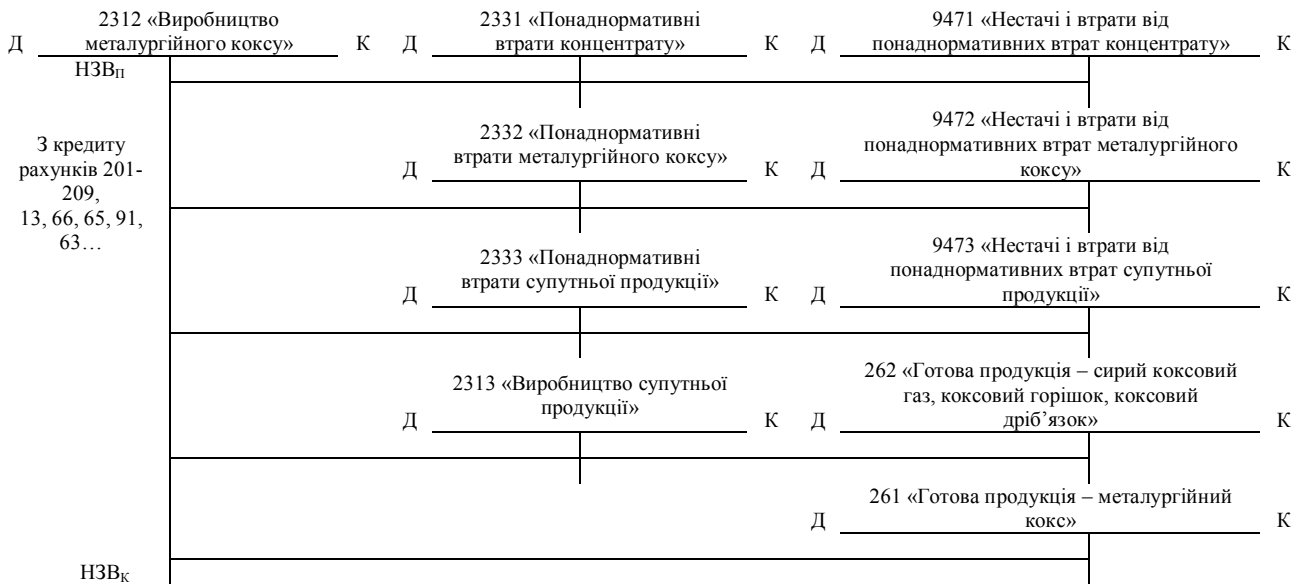 2312 «Виробництво
металургійного коксу»
Д
К
2331 «Понаднормативні
втрати концентрату»
Д
К
9471 «Нестачі і втрати від
понаднормативних втрат концентрату»
Д
К
НЗВП
З кредиту
рахунків 201-
209,
13, 66, 65, 91,
63…
2332 «Понаднормативні
втрати металургійного коксу»
Д
К
9472 «Нестачі і втрати від
понаднормативних втрат металургійного
коксу»
Д
К
2333 «Понаднормативні
втрати супутньої продукції»
Д
К
9473 «Нестачі і втрати від
понаднормативних втрат супутньої
продукції»
Д
К
2313 «Виробництво супутньої
продукції»
Д
К
262 «Готова продукція – сирий коксовий
газ, коксовий горішок, коксовий
дріб’язок»
Д
К
261 «Готова продукція – металургійний
кокс»
Д
К
НЗВК